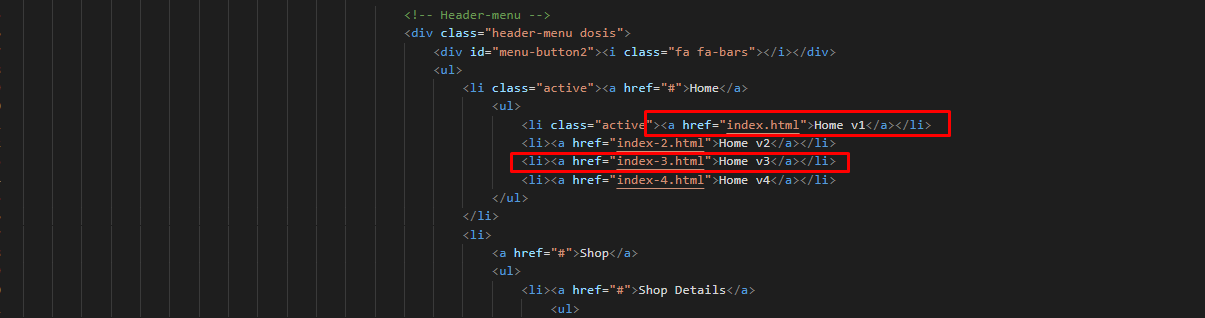 <!-- Header-menu -->
<div class="header-menu dosis">
<div id="menu-button2"><i class="fa fa-bars"></i></div>
<ul>
<li class="active"><a href="#">Home</a>
<ul>
<li class="active"><a href="index.html">Home v1</a></li>
<li><a href="index-2.html">Home v2</a></li>
<li><a href="index-3.html">Home v3</a></li>
<li><a href="index-4.html">Home v4</a></li>
</ul>
</li>
<li>
<a href="#">Shop</a>
<ul>
<li><a href="#">Shop Details</a>
<ul>